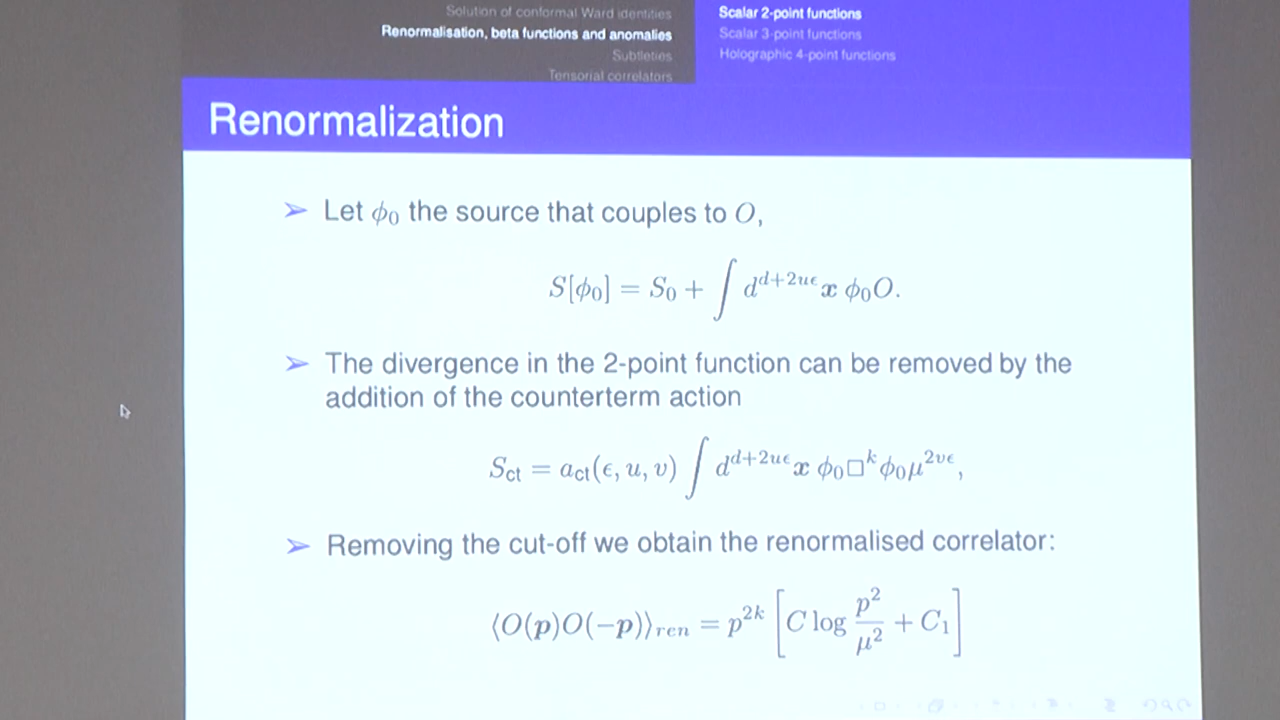 Solution of conformal Ward identities
Renormalisation, beta functions and anomalies
Subtleties
Tensorial correlators
Scalar 2-point functions
Scalar 3-point functions
Holographic 4-point functions
Renormalization
➢ Let ϕ₀ the source that couples to O,
S[ϕ₀] = S₀ + ∫ d^{d+2uϵ}x ϕ₀O.
➢ The divergence in the 2-point function can be removed by the
addition of the counterterm action
S_ct = a_ct(ϵ, u, v) ∫ d^{d+2uϵ}x ϕ₀□^kϕ₀μ^{2vϵ},
➢ Removing the cut-off we obtain the renormalised correlator:
⟨O(p)O(−p)⟩_ren = p^{2k} [C log p²/μ² + C₁]